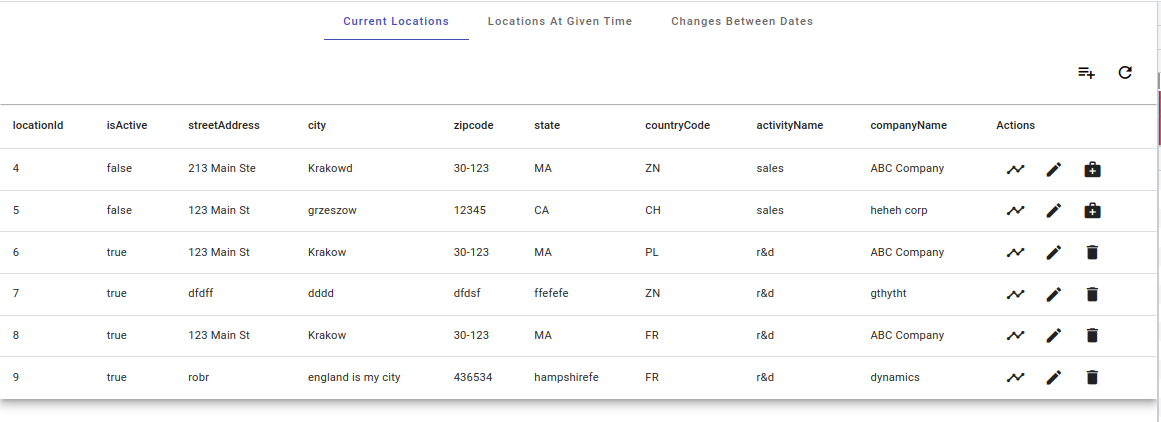 Current Locations Locations At Given Time Changes Between Dates
locationId isActive streetAddress city zipcode state countryCode activityName companyName Actions
4 false 213 Main Ste Krakowd 30-123 MA ZN sales ABC Company
5 false 123 Main St grzeszow 12345 CA CH sales heheh corp
6 true 123 Main St Krakow 30-123 MA PL r&d ABC Company
7 true dfdff dddd dfdsf ffefefe ZN r&d gthytht
8 true 123 Main St Krakow 30-123 MA FR r&d ABC Company
9 true robr england is my city 436534 hampshirefe FR r&d dynamics